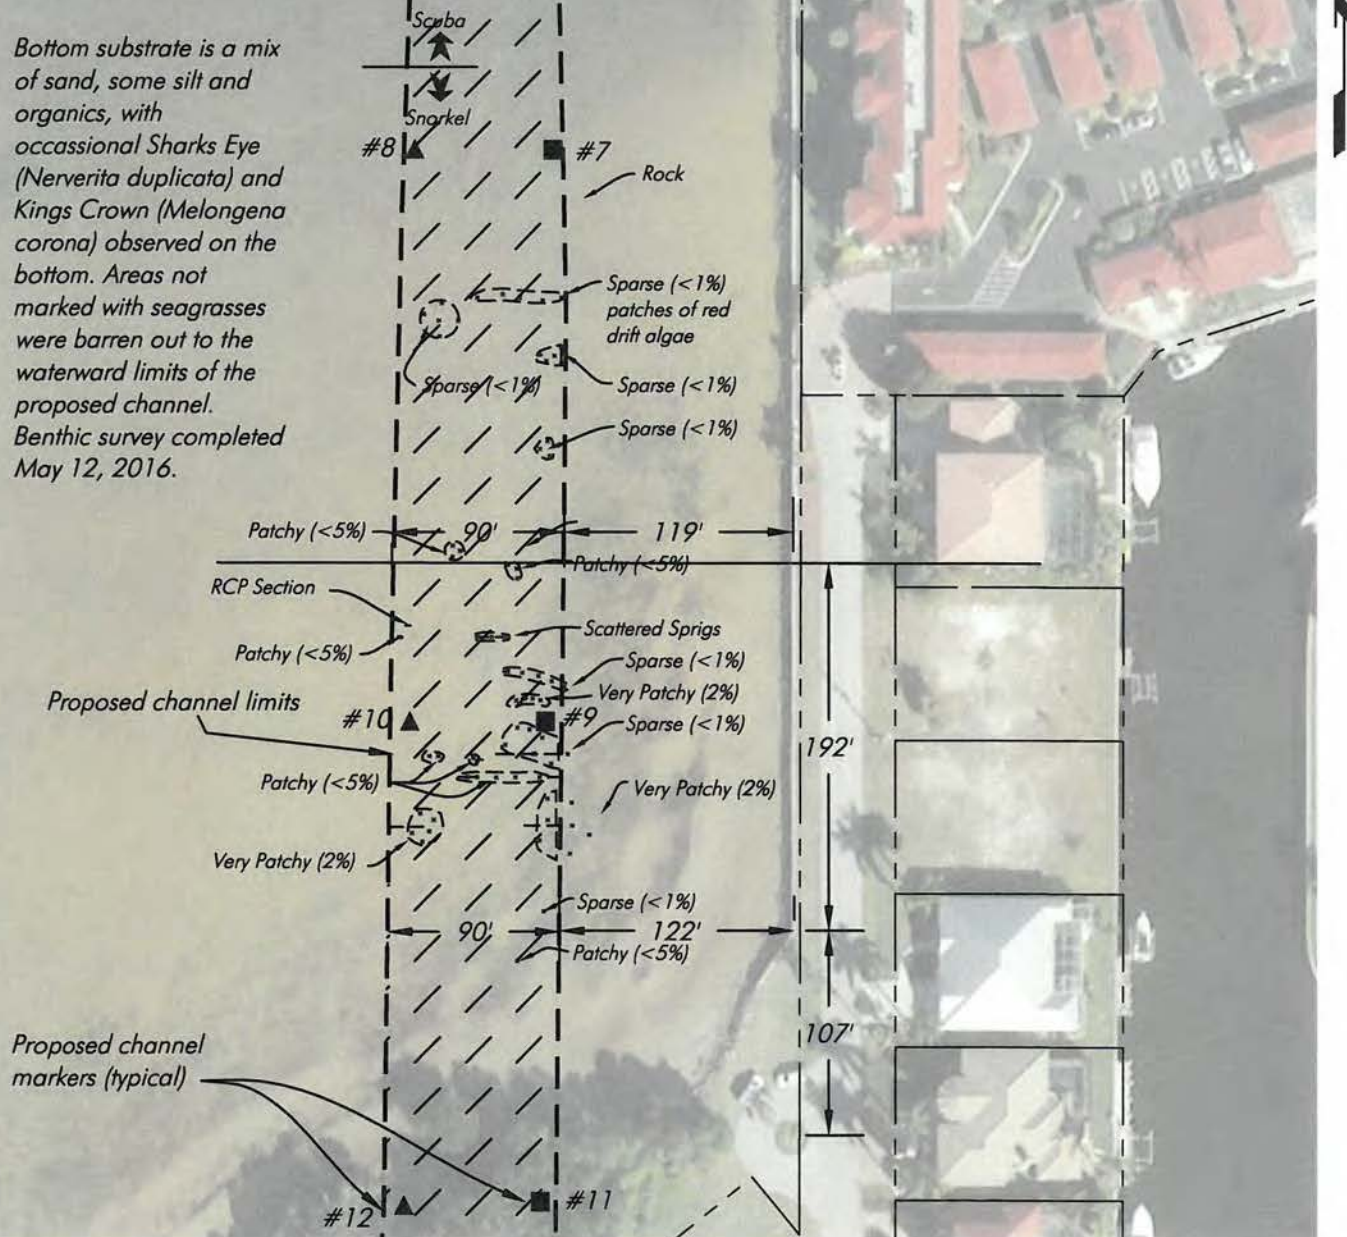 Bottom substrate is a mix
of sand, some silt and
organics, with
occassional Sharks Eye
(Nerverita duplicata) and
Kings Crown (Melongena
corona) observed on the
bottom. Areas not
marked with seagrasses
were barren out to the
waterward limits of the
proposed channel.
Benthic survey completed
May 12, 2016.
Scuba
Snorkel
#8
#7
Rock
Sparse (<1%)
patches of red
drift algae
Sparse (<1%)
Sparse (<1%)
Sparse (<1%)
Patchy (<5%)
90'
119'
Patchy (<5%)
RCP Section
Scattered Sprigs
Patchy (<5%)
Sparse (<1%)
Very Patchy (2%)
Proposed channel limits
#10
#9
Sparse (<1%)
192'
Patchy (<5%)
Very Patchy (2%)
Very Patchy (2%)
Sparse (<1%)
90'
122'
Patchy (<5%)
107'
Proposed channel
markers (typical)
#12
#11